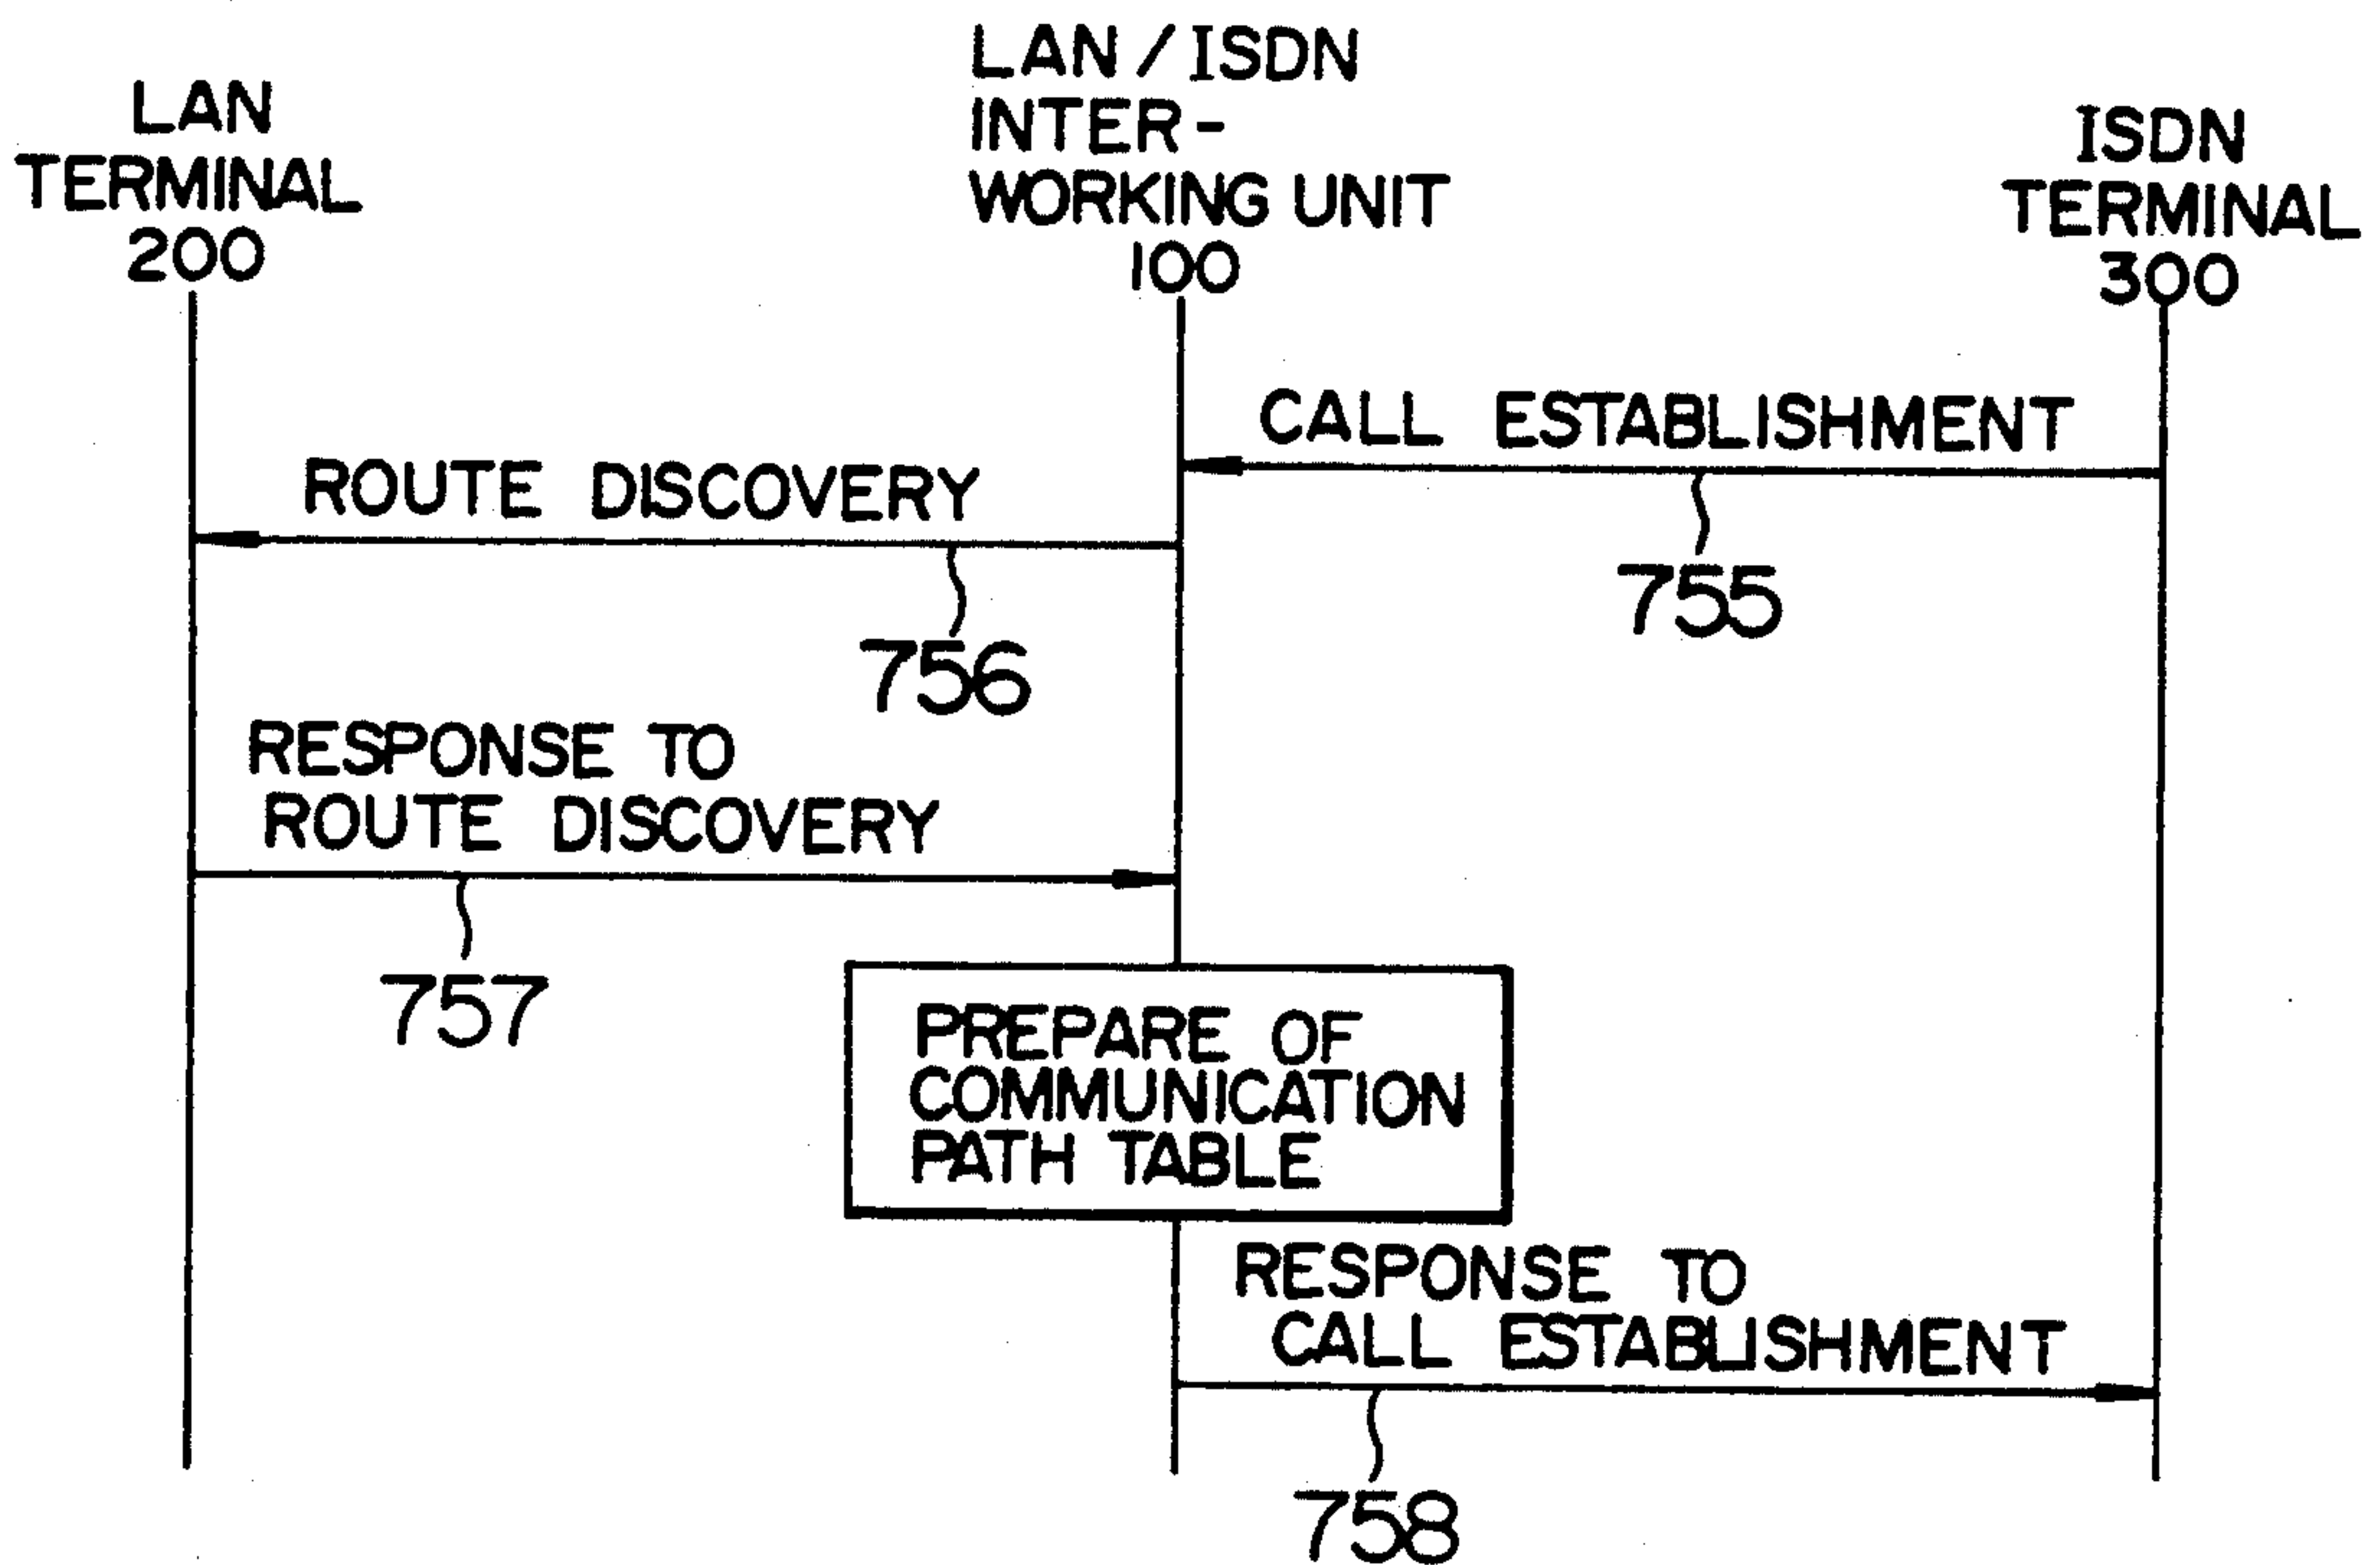 LAN
TERMINAL
200
LAN/ISDN
INTER-
WORKING UNIT
100
ISDN
TERMINAL
300
CALL ESTABLISHMENT
755
ROUTE DISCOVERY
756
RESPONSE TO
ROUTE DISCOVERY
757
PREPARE OF
COMMUNICATION
PATH TABLE
RESPONSE TO
CALL ESTABLISHMENT
758